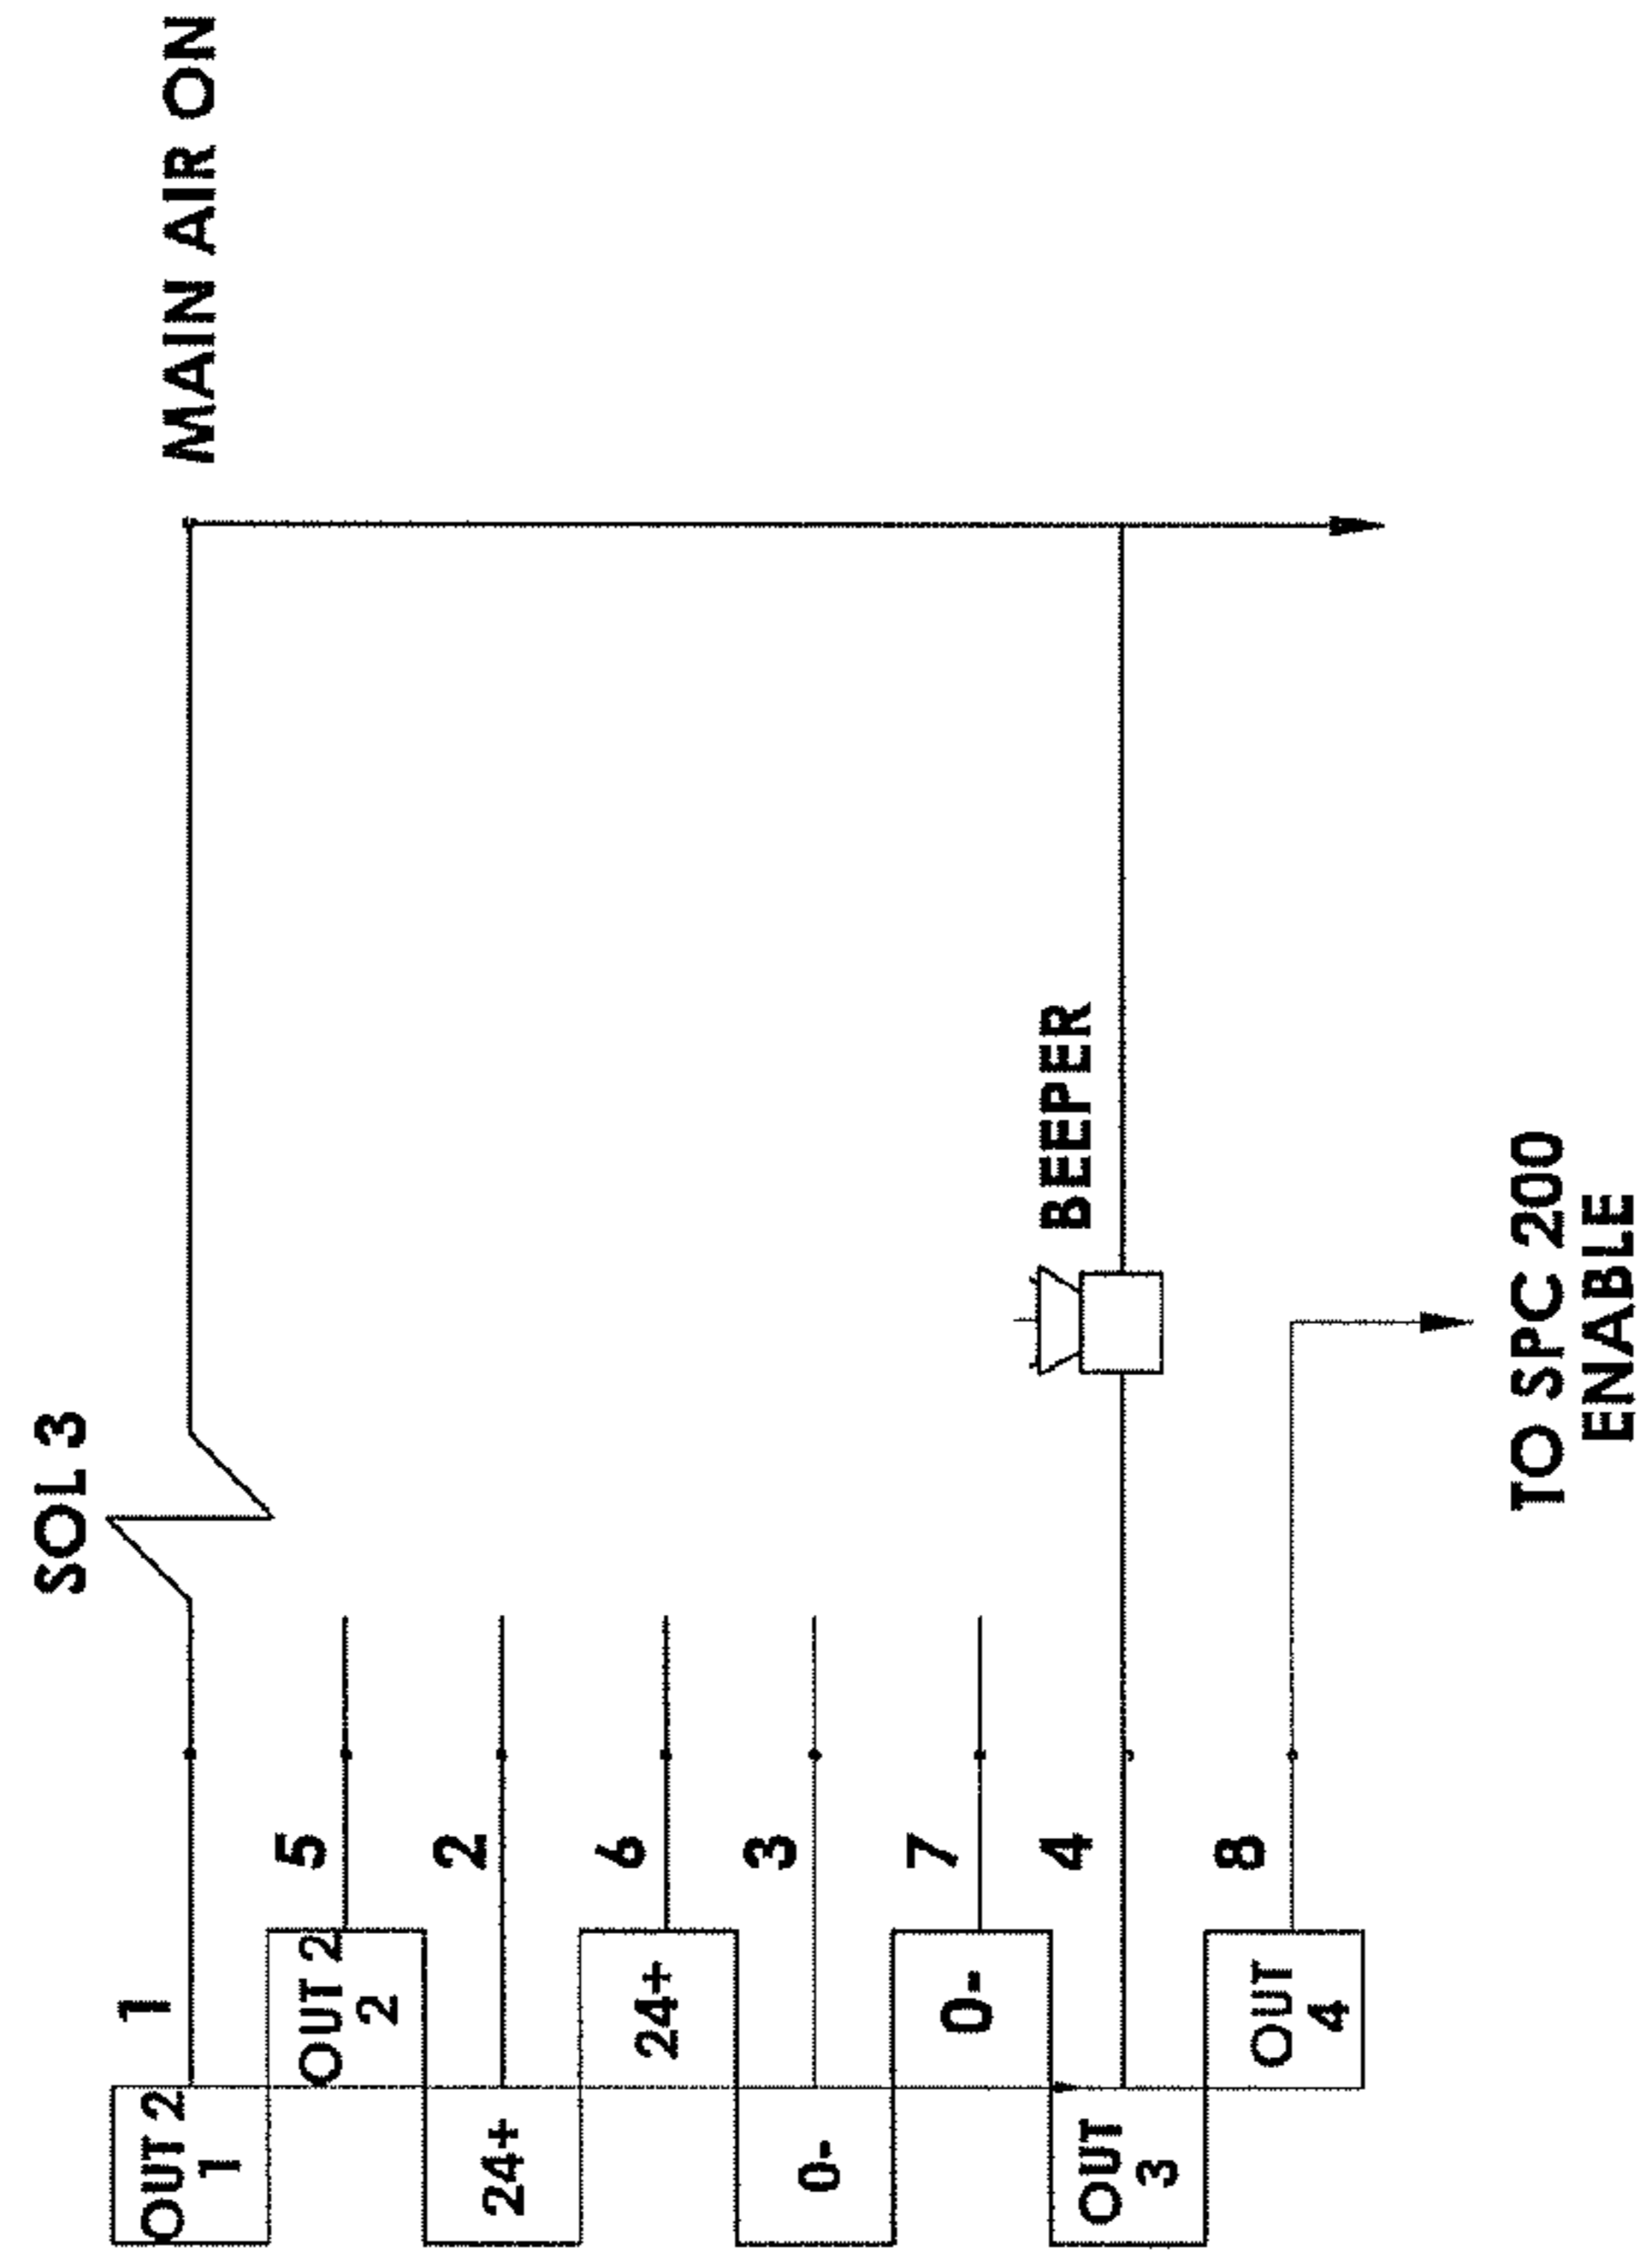 SOL 3
MAIN AIR ON
1
OUT 2
1
5
OUT 2
2
2
24+
6
24+
3
0-
7
0-
BEEPER
4
OUT
3
8
OUT
4
TO SPC 200
ENABLE